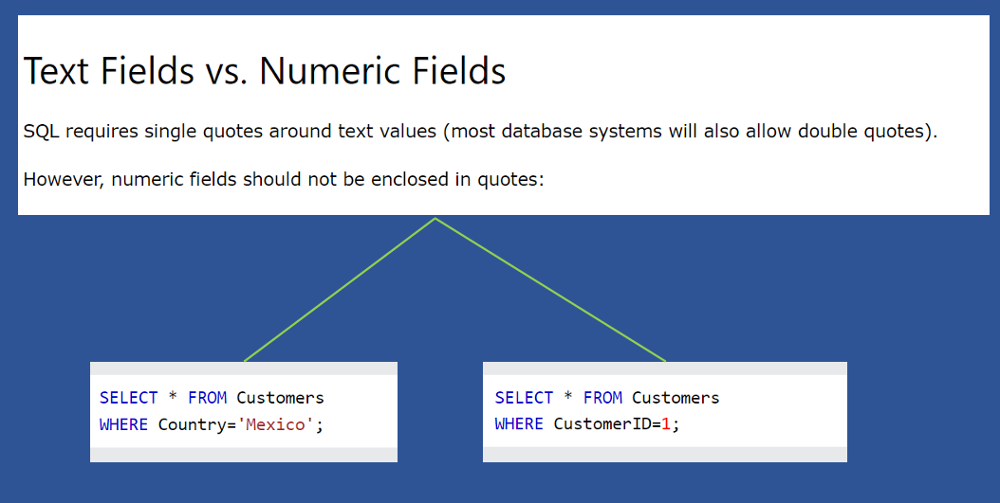 Text Fields vs. Numeric Fields
SQL requires single quotes around text values (most database systems will also allow double quotes).
However, numeric fields should not be enclosed in quotes:
SELECT * FROM Customers
WHERE Country='Mexico';
SELECT * FROM Customers
WHERE CustomerID=1;